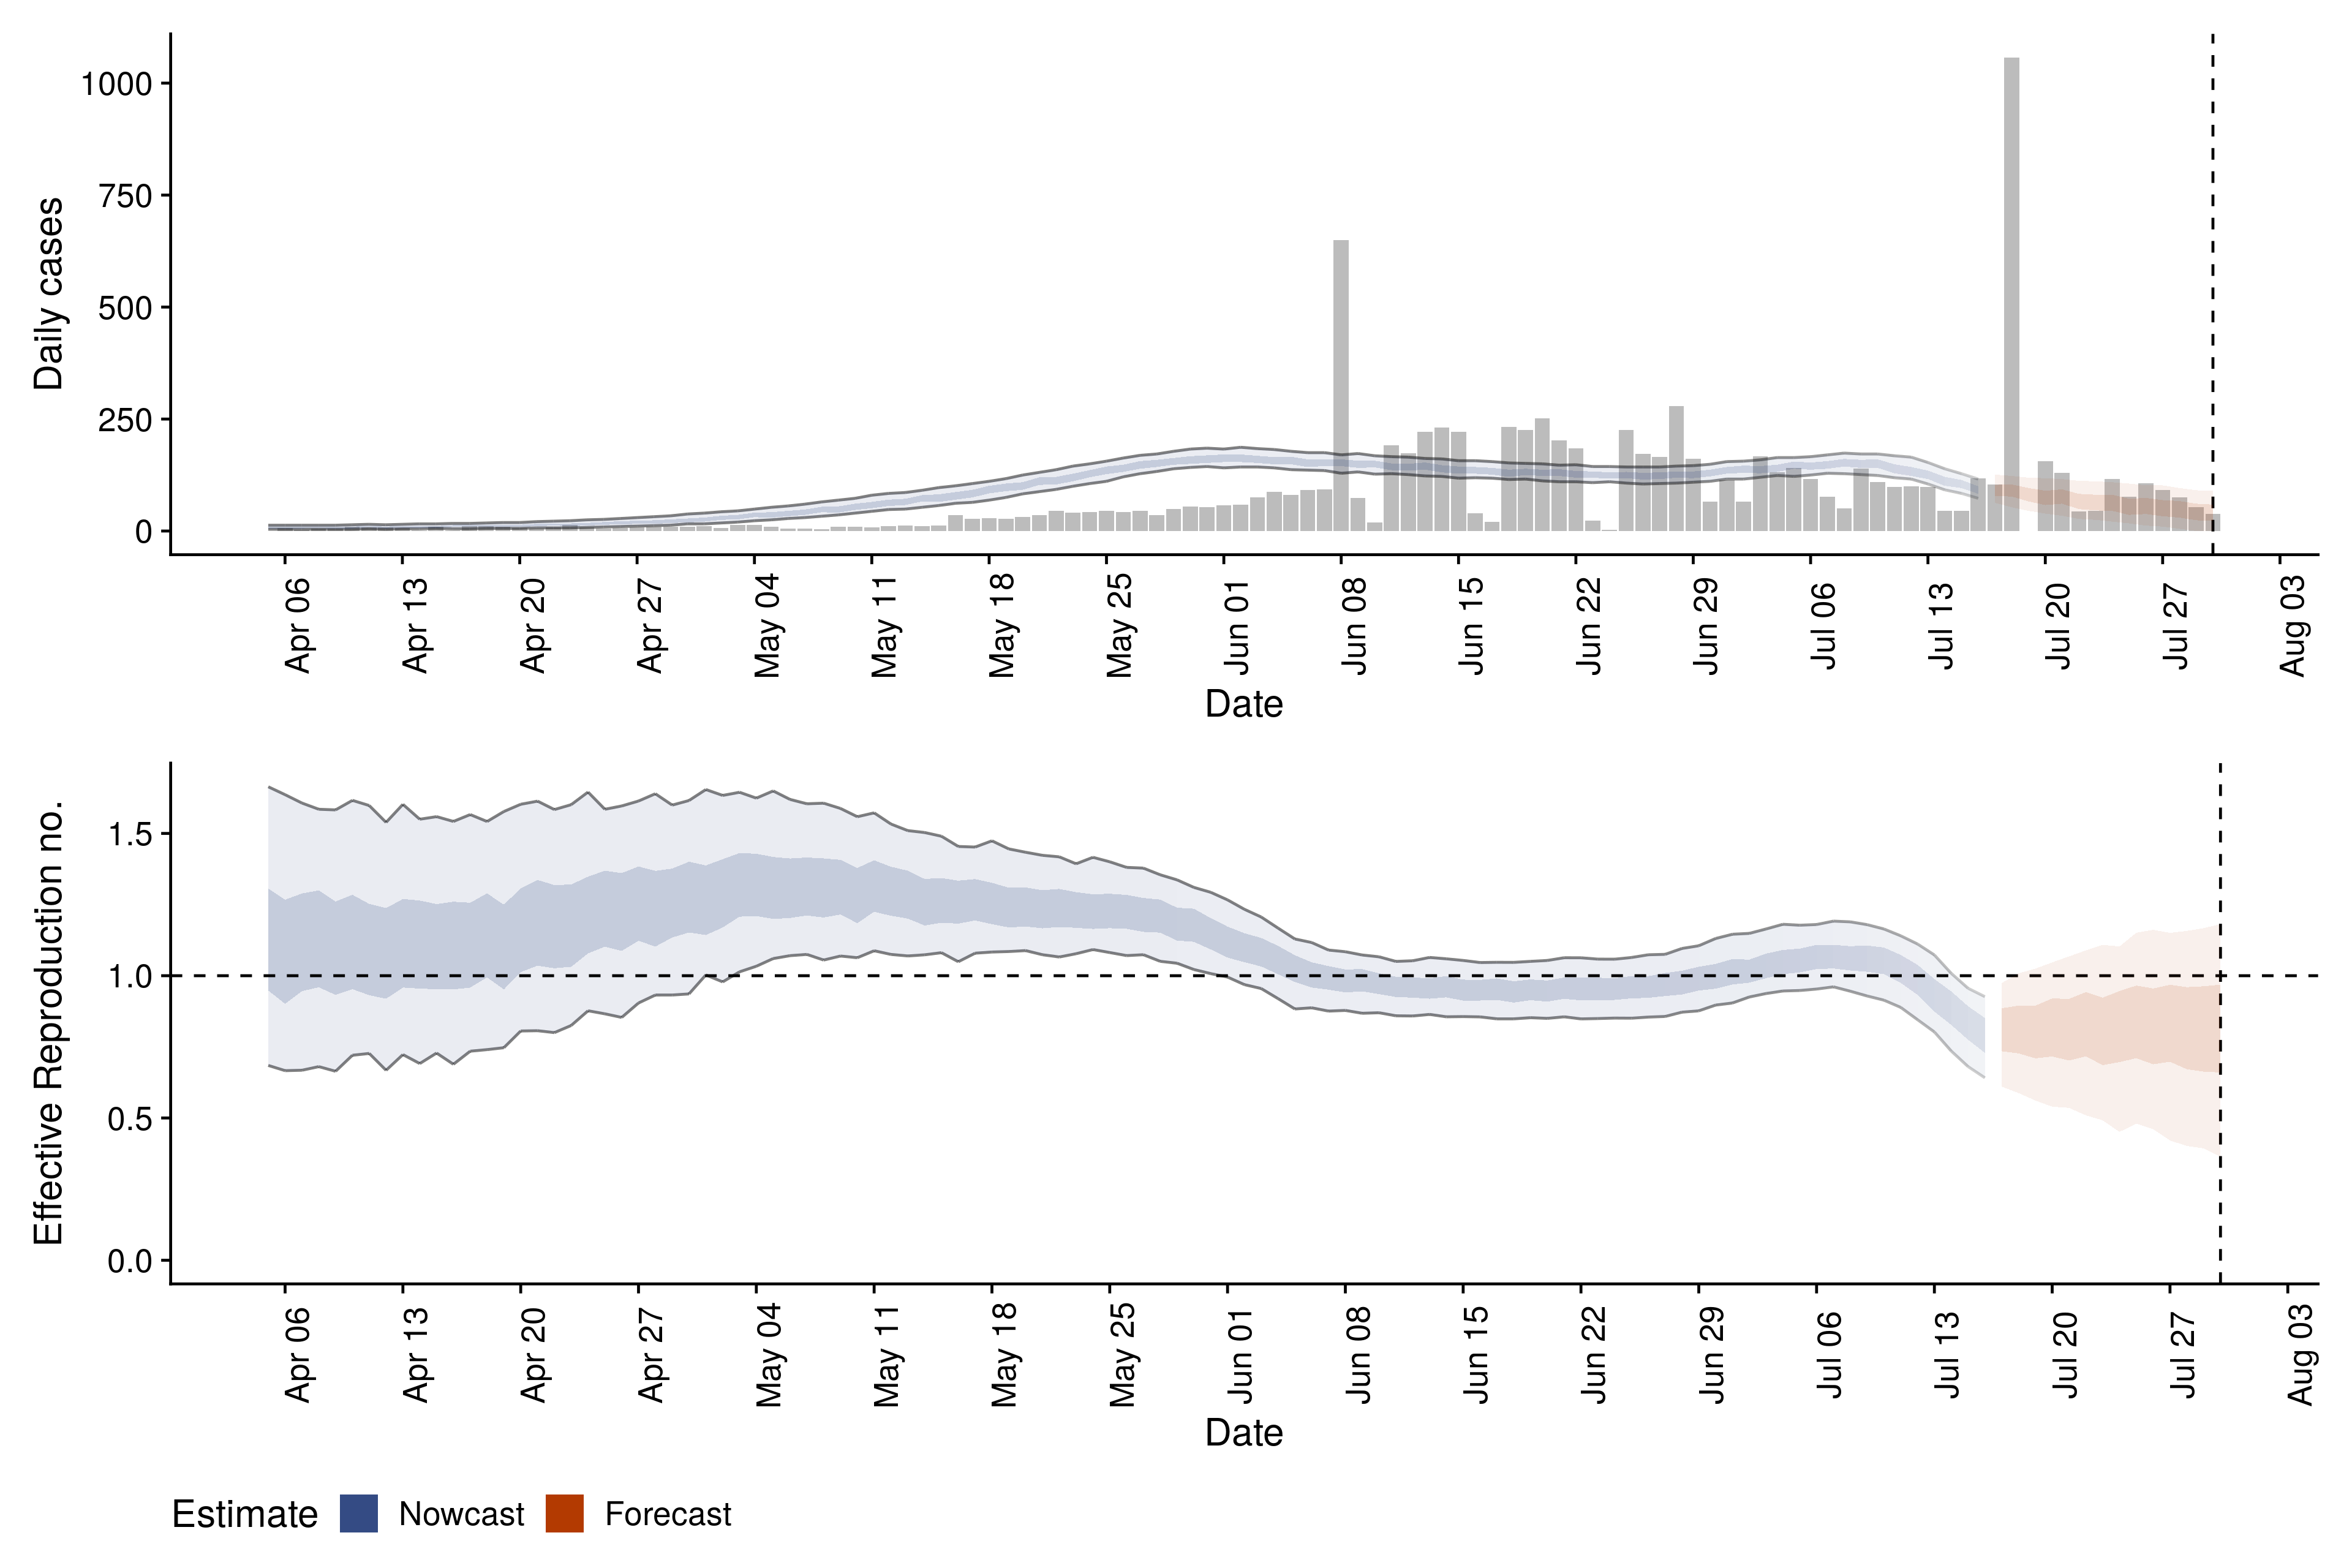 Daily cases
1000
750
500
250
0
Apr 06
Apr 13
Apr 20
Apr 27
May 04
May 11
May 18
May 25
Jun 01
Jun 08
Jun 15
Jun 22
Jun 29
Jul 06
Jul 13
Jul 20
Jul 27
Aug 03
Date
Effective Reproduction no.
1.5
1.0
0.5
0.0
Apr 06
Apr 13
Apr 20
Apr 27
May 04
May 11
May 18
May 25
Jun 01
Jun 08
Jun 15
Jun 22
Jun 29
Jul 06
Jul 13
Jul 20
Jul 27
Aug 03
Date
Estimate Nowcast Forecast